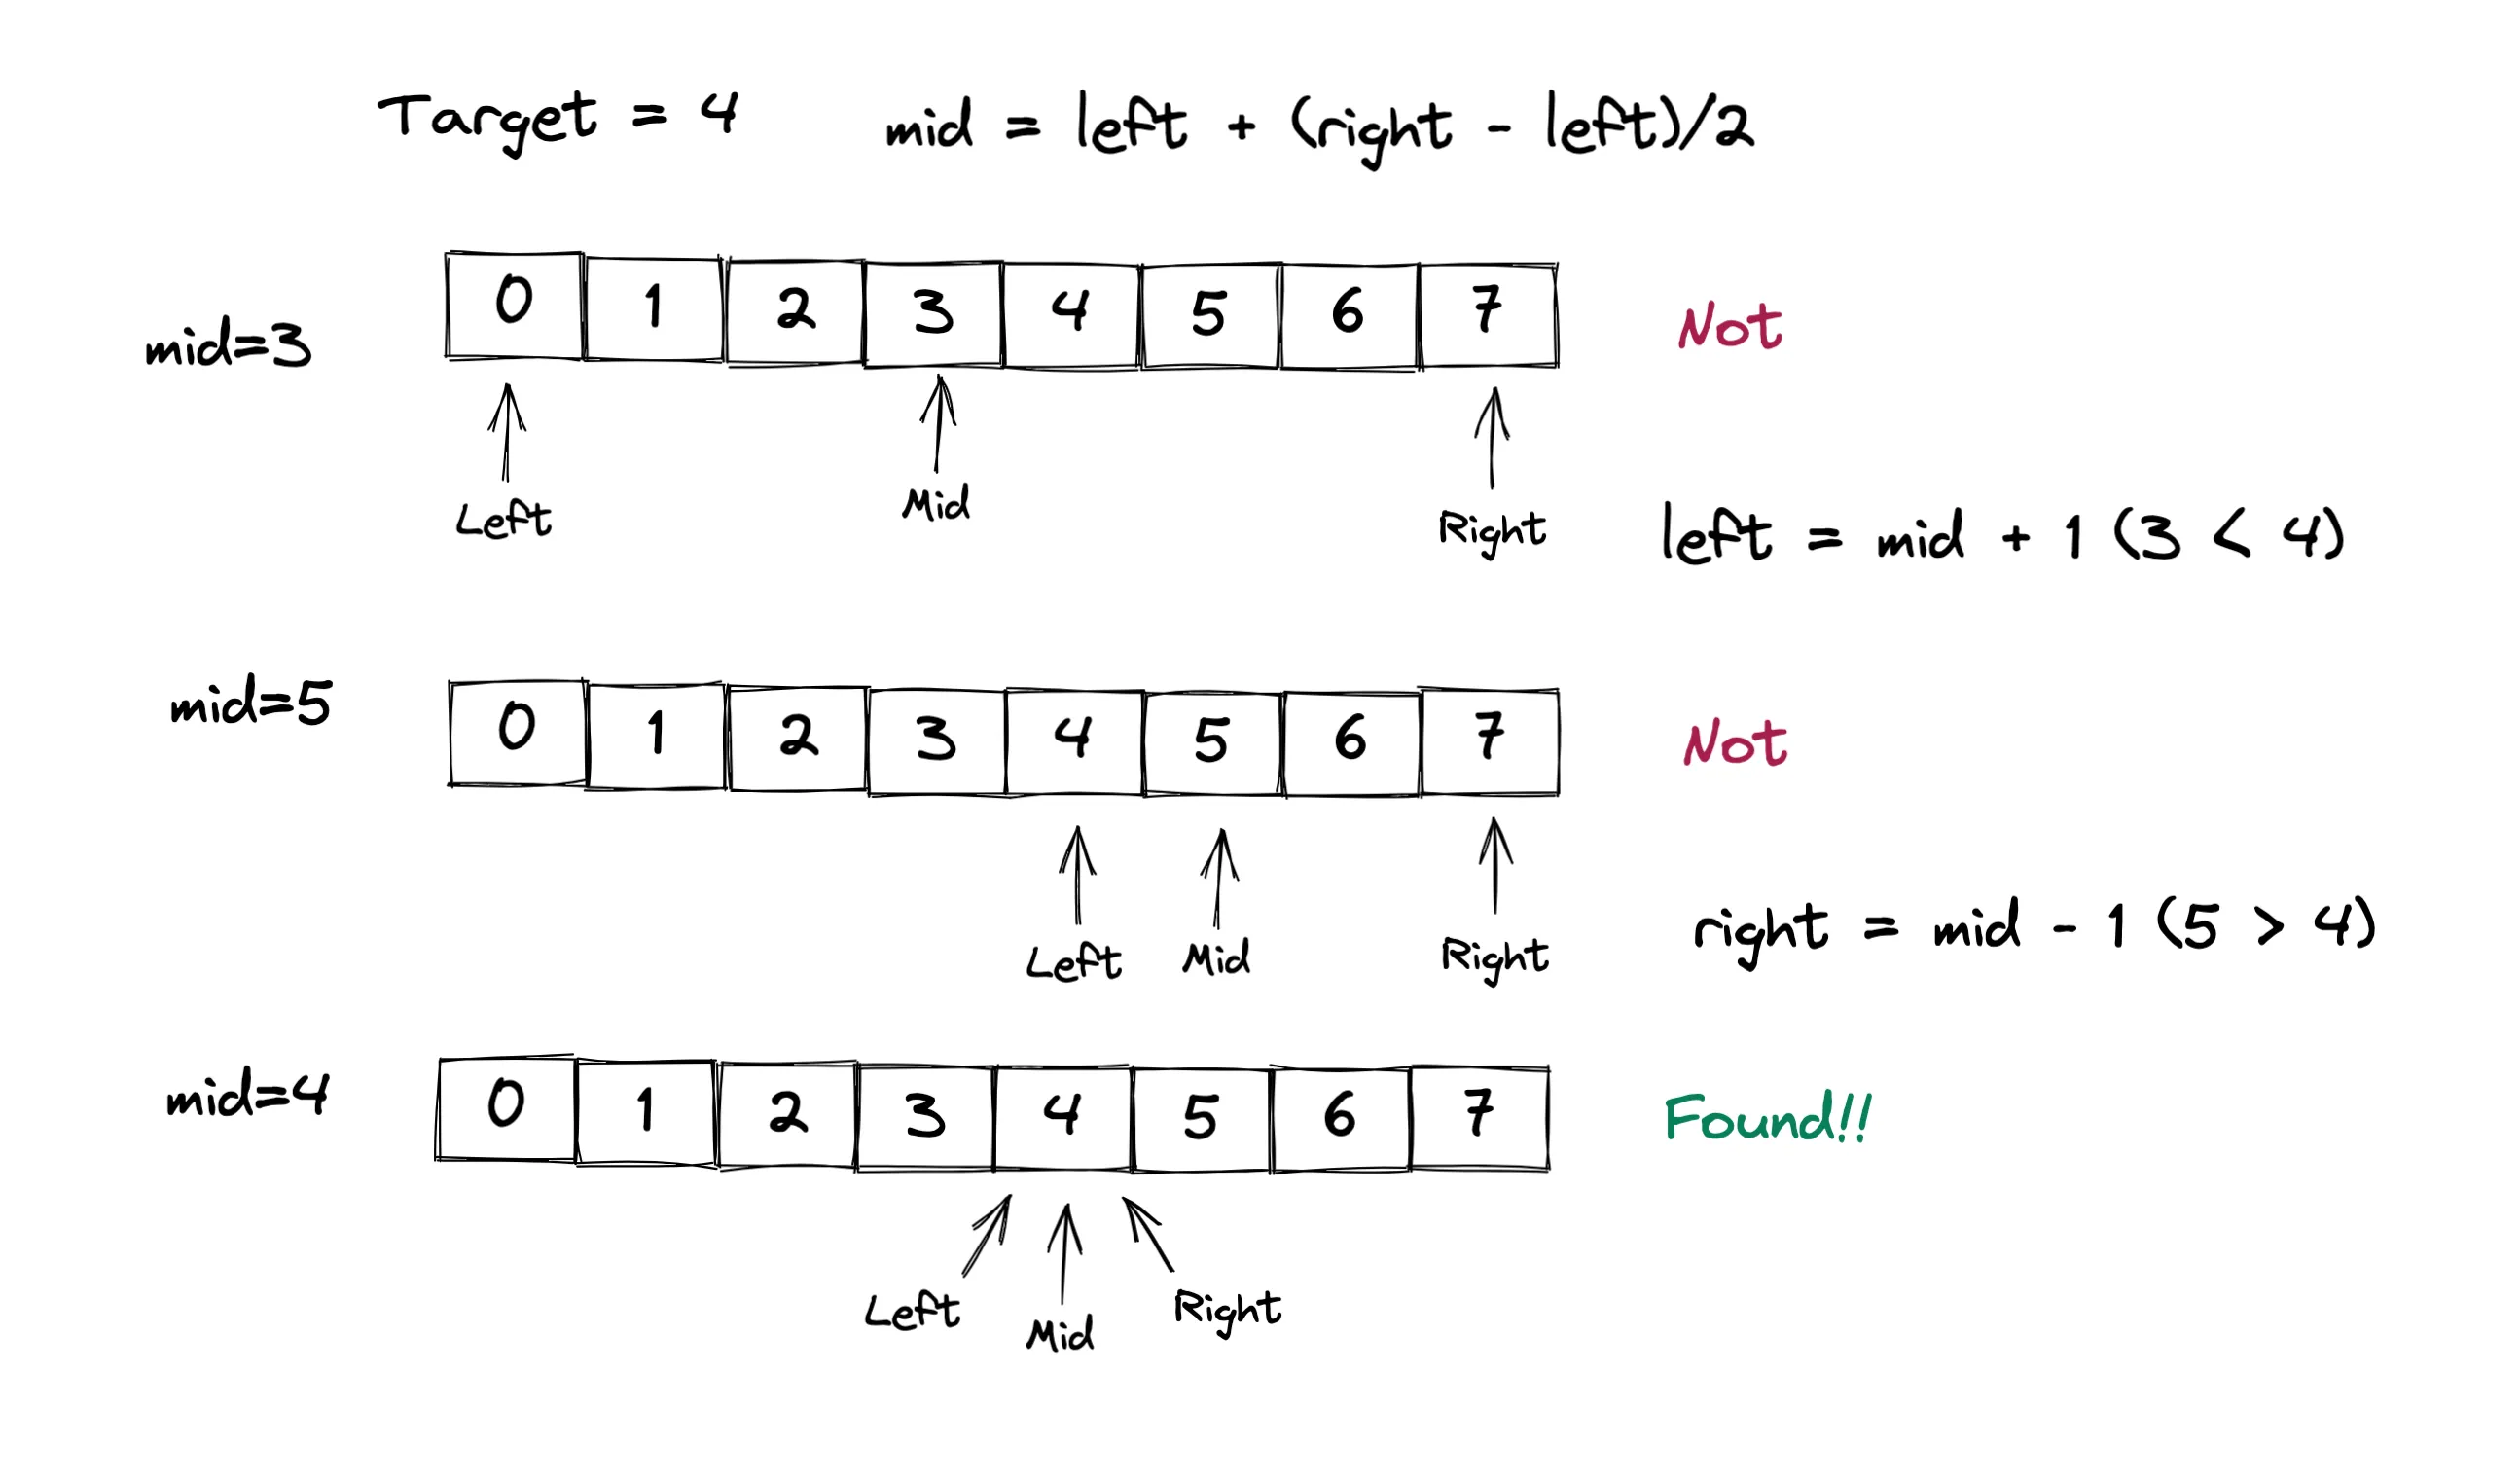 Target = 4 mid = left + (right - left)/2
0 1 2 3 4 5 6 7
mid=3
Not
Left Mid Right
left = mid + 1 (3 < 4)
mid=5
0 1 2 3 4 5 6 7
Not
Left Mid Right
right = mid - 1 (5 > 4)
mid=4
0 1 2 3 4 5 6 7
Found!!
Left Mid Right